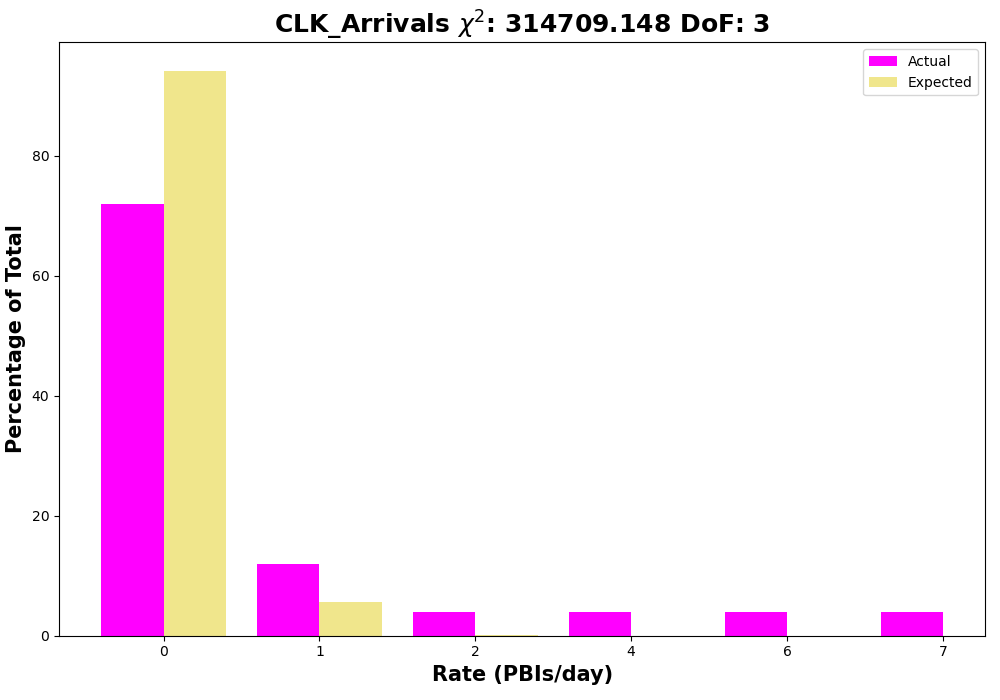 CLK_Arrivals χ²: 314709.148 DoF: 3
Actual
Expected
Percentage of Total
80
60
40
20
0
0 1 2 4 6 7
Rate (PBIs/day)